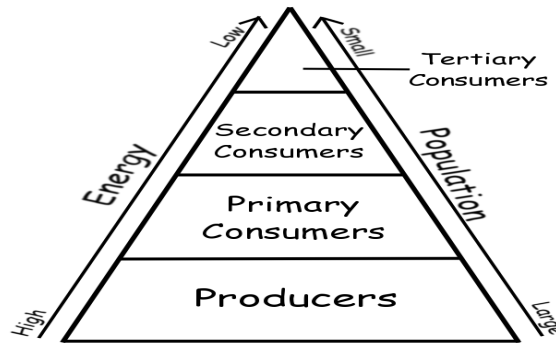 Low
Small
Tertiary
Consumers
Energy
Population
Secondary
Consumers
Primary
Consumers
Producers
High
Large